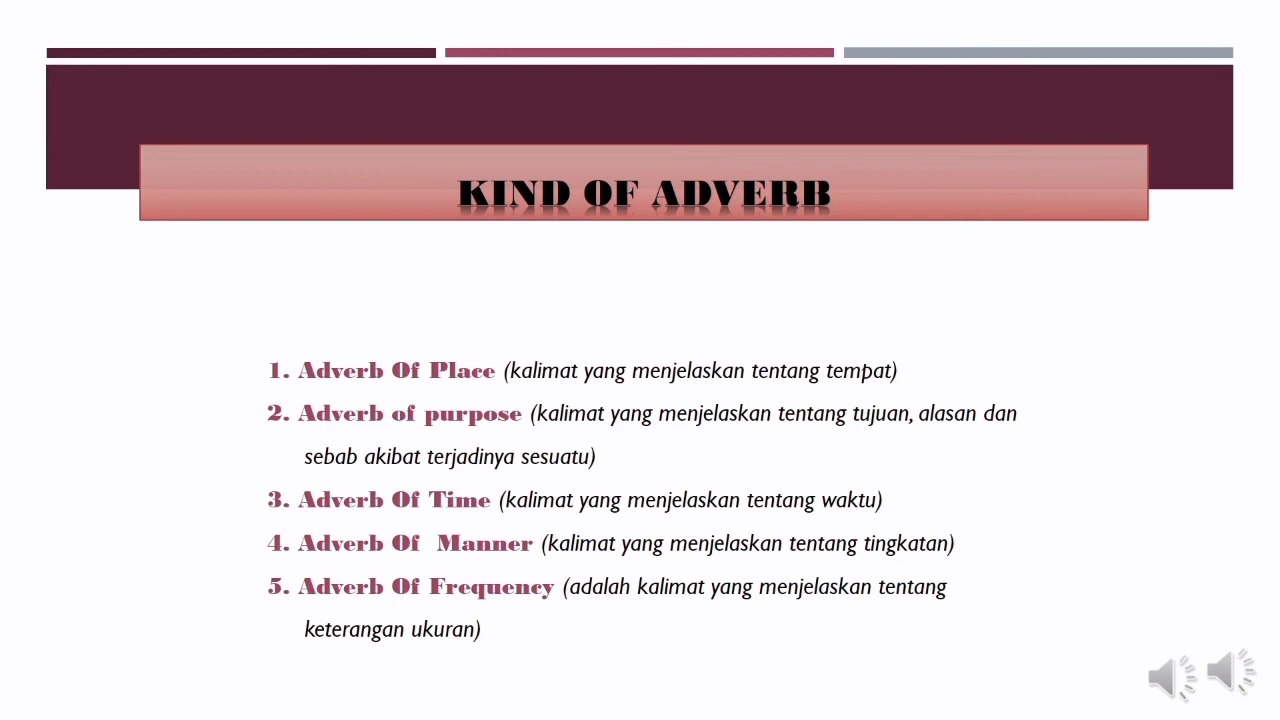 KIND OF ADVERB
1. Adverb Of Place (kalimat yang menjelaskan tentang tempat)
2. Adverb of purpose (kalimat yang menjelaskan tentang tujuan, alasan dan
sebab akibat terjadinya sesuatu)
3. Adverb Of Time (kalimat yang menjelaskan tentang waktu)
4. Adverb Of Manner (kalimat yang menjelaskan tentang tingkatan)
5. Adverb Of Frequency (adalah kalimat yang menjelaskan tentang
keterangan ukuran)